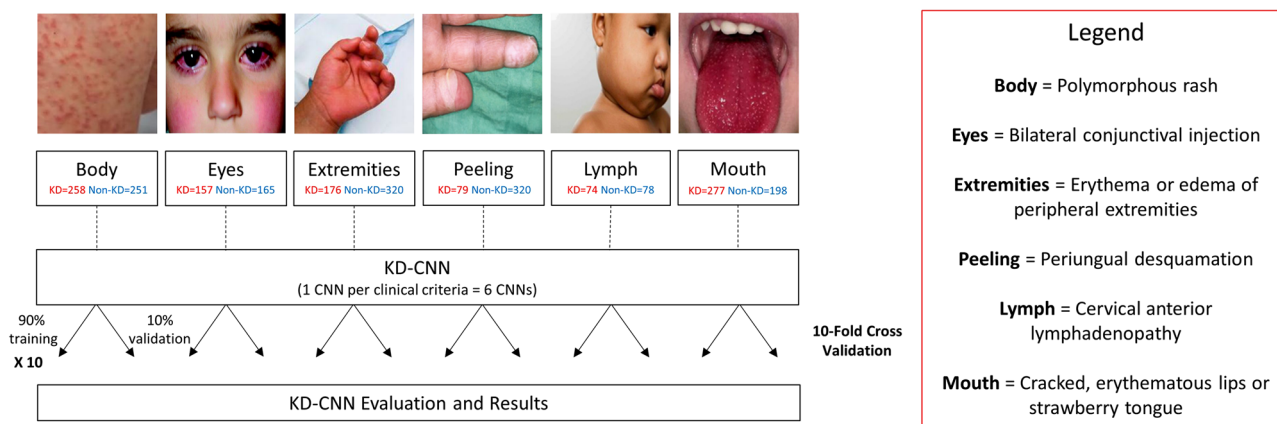 Body
KD=258 Non-KD=251
Eyes
KD=157 Non-KD=165
Extremities
KD=176 Non-KD=320
Peeling
KD=79 Non-KD=320
Lymph
KD=74 Non-KD=78
Mouth
KD=277 Non-KD=198
KD-CNN
(1 CNN per clinical criteria = 6 CNNs)
90%
training
X 10
10%
validation
10-Fold Cross
Validation
KD-CNN Evaluation and Results
Legend
Body = Polymorphous rash
Eyes = Bilateral conjunctival injection
Extremities = Erythema or edema of
peripheral extremities
Peeling = Periungual desquamation
Lymph = Cervical anterior
lymphadenopathy
Mouth = Cracked, erythematous lips or
strawberry tongue